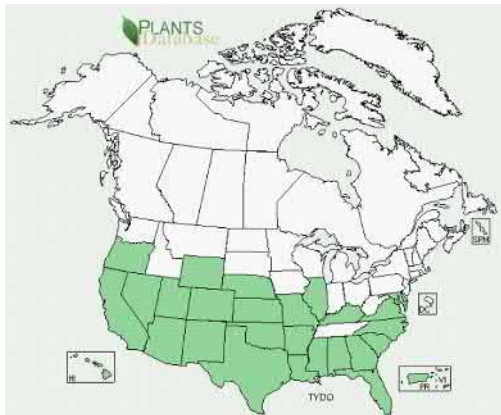 PLANTS
Database
SPM
DC
HI
PR
VI
TYDO